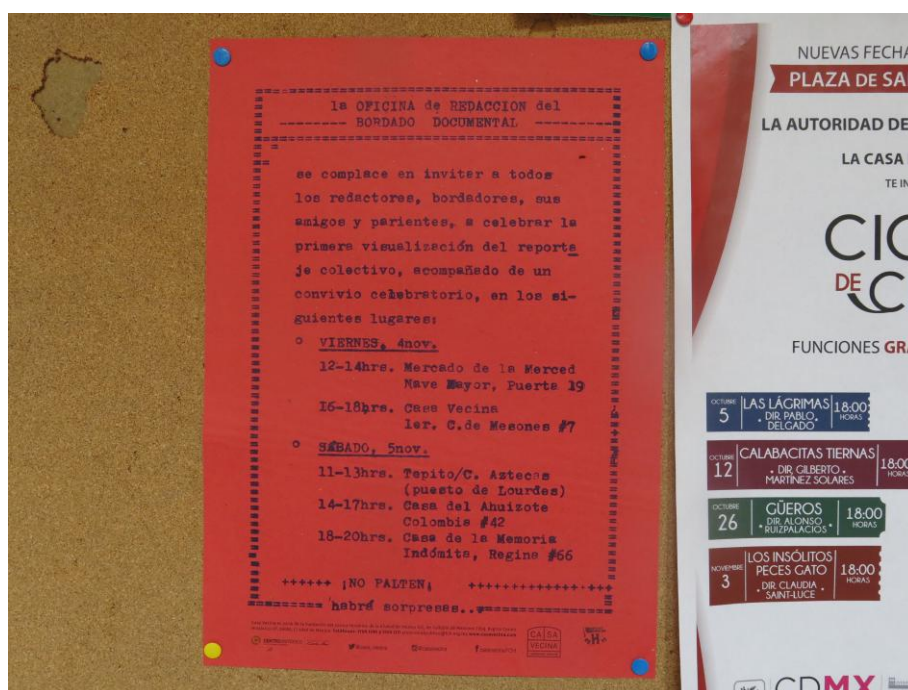 la OFICINA de REDACCION del
-------- BORDADO DOCUMENTAL --------
se complace en inviter a todos
los redactores, bordadores, sus
amigos y parientes, a celebrar la
primera visualización del reporta
je colectivo, acompañado de un
convivio celebratorio, en los si-
guientes lugares:
° VIERNES, 4nov.
12-14hrs. Mercado de la Merced
Nave Mayor, Puerta 19
16-18hrs. Casa Vecina
1er. C.de Mesones #7
° SÁBADO, 5nov.
11-13hrs. Tepito/C. Aztecas
(puesto de Lourdes)
14-17hrs. Casa del Ahuizote
Colombia #42
18-20hrs. Casa de la Memoria
Indómita, Regina #66
++++++ ¡NO FALTEN¡ ++++++++++++++++
======== habrá sorpresas..========
CASA
VECINA
NUEVAS FECHA
PLAZA DE SA
LA AUTORIDAD DE
LA CASA
TE IN
CIC
DE C
FUNCIONES GRA
OCTUBRE 5 LAS LÁGRIMAS 18:00 HORAS
• DIR. PABLO •
DELGADO
OCTUBRE 12 CALABACITAS TIERNAS 18:00 HORAS
• DIR. GILBERTO •
MARTÍNEZ SOLARES
OCTUBRE 26 GÜEROS 18:00 HORAS
DIR. ALONSO
• RUIZPALACIOS •
NOVIEMBRE 3 LOS INSÓLITOS 18:00 HORAS
PECES GATO
• DIR. CLAUDIA •
SAINT-LUCE
CDMX